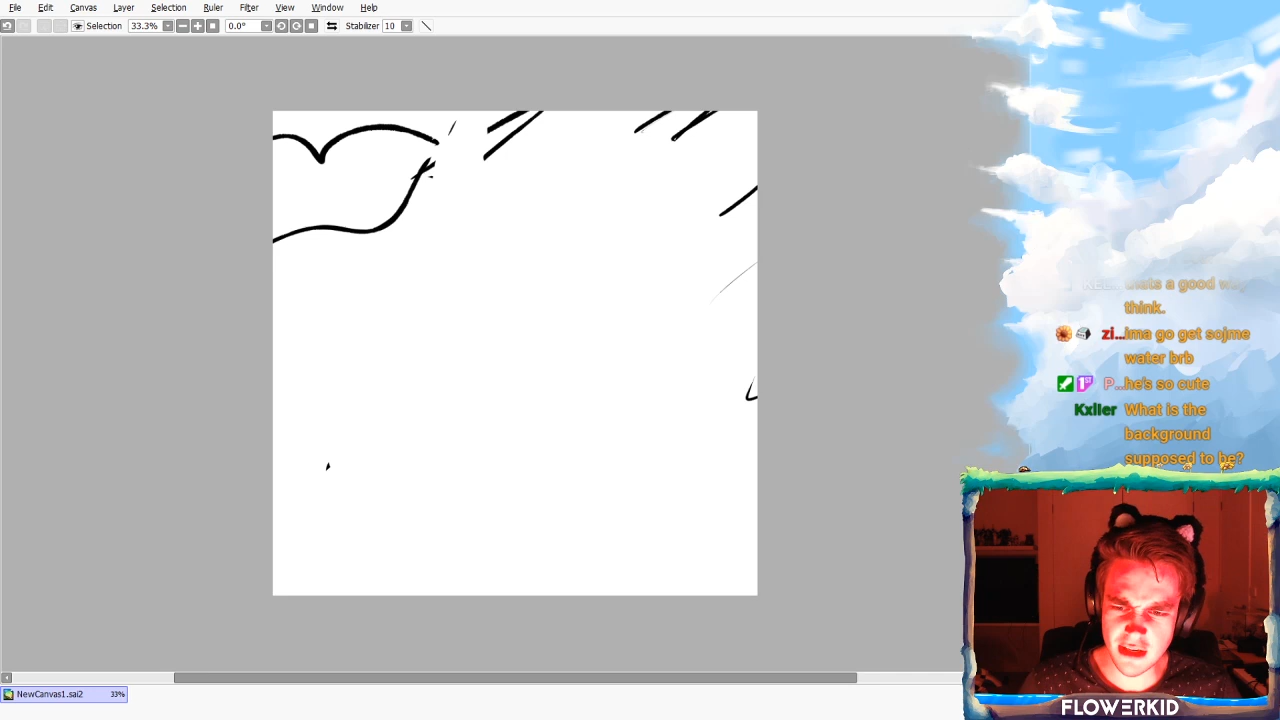 File Edit Canvas Layer Selection Ruler Filter View Window Help
Selection 33.3% 0.0° Stabilizer 10
thats a good
think.
zi...Ima go get sojme
water brb
P...he's so cute
Kxlier What is the
background
supposed to be?
NewCanvas1.sai2 33%
FLOWERKID